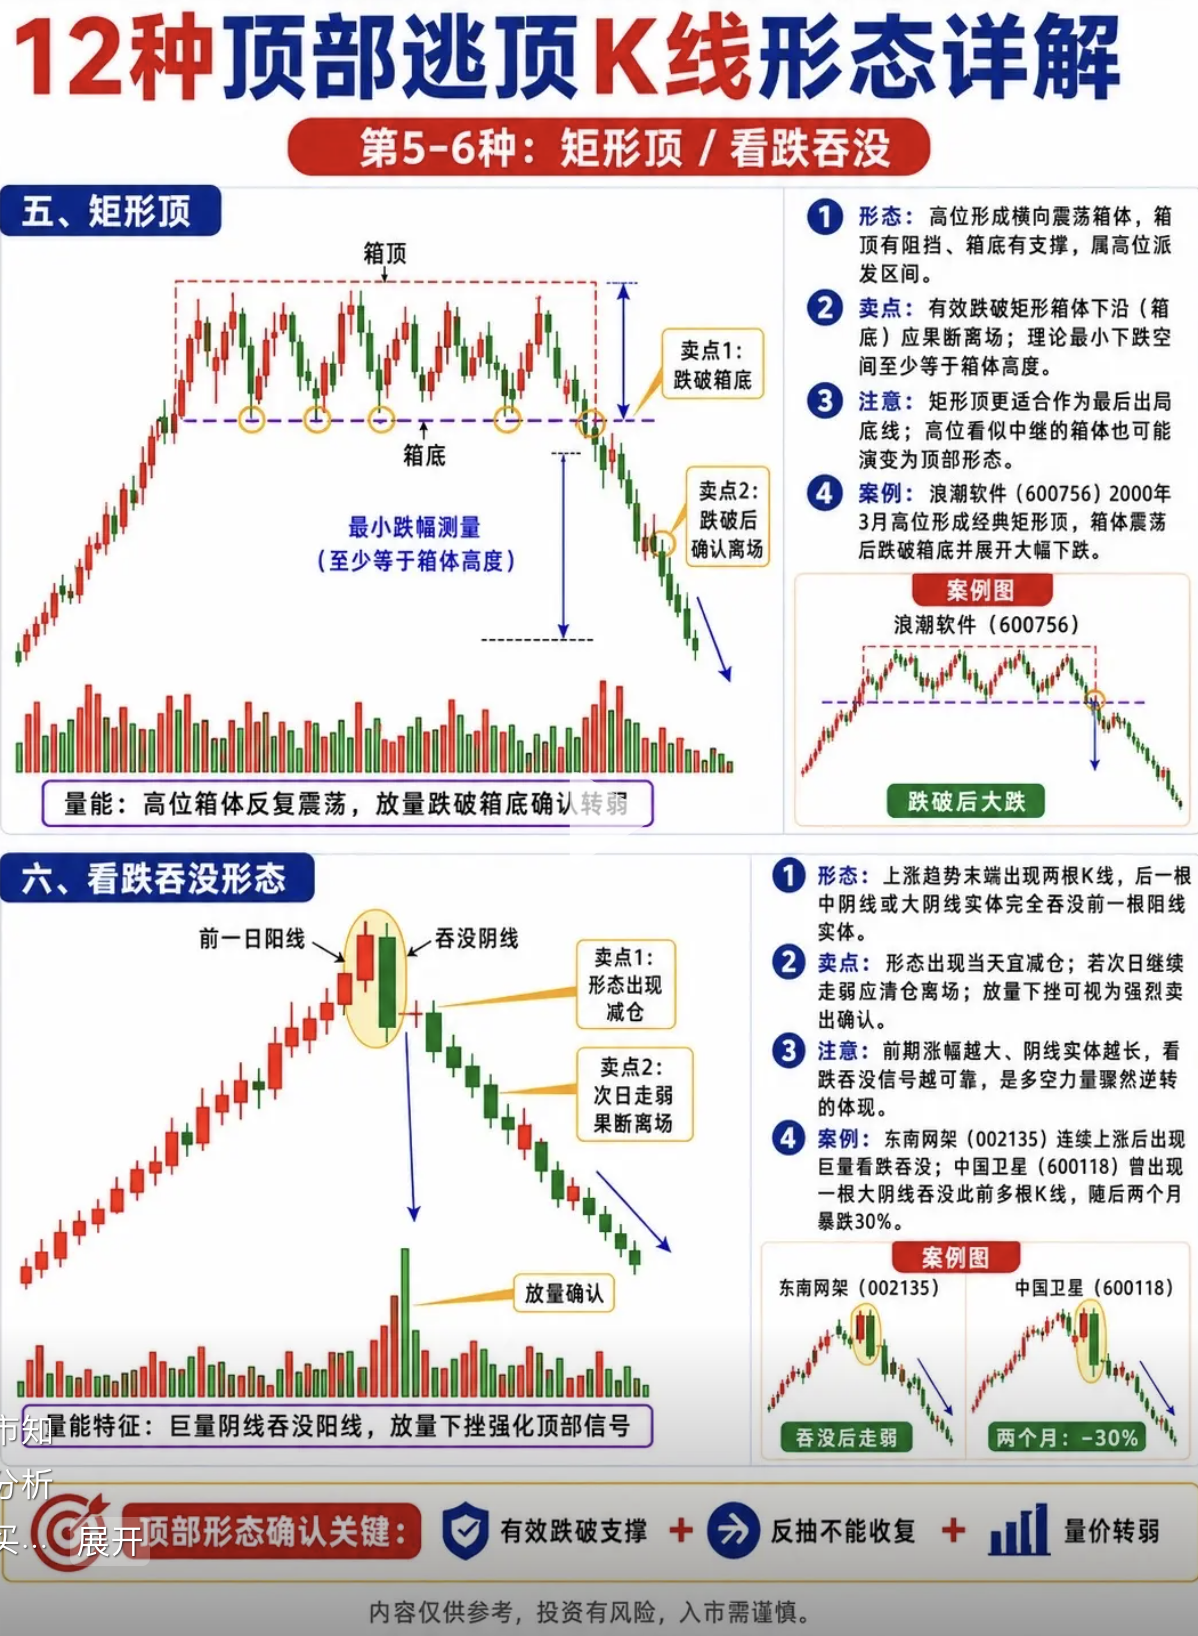 12种顶部逃顶K线形态详解
第5-6种：矩形顶 / 看跌吞没
五、矩形顶
箱顶
卖点1：
跌破箱底
箱底
卖点2：
跌破后
确认离场
最小跌幅测量
（至少等于箱体高度）
量能：高位箱体反复震荡，放量跌破箱底确认转弱
1 形态：高位形成横向震荡箱体，箱
顶有阻挡、箱底有支撑，属高位派
发区间。
2 卖点：有效跌破矩形箱体下沿（箱
底）应果断离场；理论最小下跌空
间至少等于箱体高度。
3 注意：矩形顶更适合作为最后出局
底线；高位看似中继的箱体也可能
演变为顶部形态。
4 案例：浪潮软件（600756）2000年
3月高位形成经典矩形顶，箱体震荡
后跌破箱底并展开大幅下跌。
案例图
浪潮软件（600756）
跌破后大跌
六、看跌吞没形态
前一日阳线
吞没阴线
卖点1：
形态出现
减仓
卖点2：
次日走弱
果断离场
放量确认
量能特征：巨量阴线吞没阳线，放量下挫强化顶部信号
1 形态：上涨趋势末端出现两根K线，后一根
中阴线或大阴线实体完全吞没前一根阳线
实体。
2 卖点：形态出现当天宜减仓；若次日继续
走弱应清仓离场；放量下挫可视为强烈卖
出确认。
3 注意：前期涨幅越大、阴线实体越长，看
跌吞没信号越可靠，是多空力量骤然逆转
的体现。
4 案例：东南网架（002135）连续上涨后出现
巨量看跌吞没；中国卫星（600118）曾出现
一根大阴线吞没此前多根K线，随后两个月
暴跌30%。
案例图
东南网架（002135）
中国卫星（600118）
吞没后走弱
两个月：-30%
市知
分析
买...
展开
顶部形态确认关键：
有效跌破支撑 + 反抽不能收复 + 量价转弱
内容仅供参考，投资有风险，入市需谨慎。